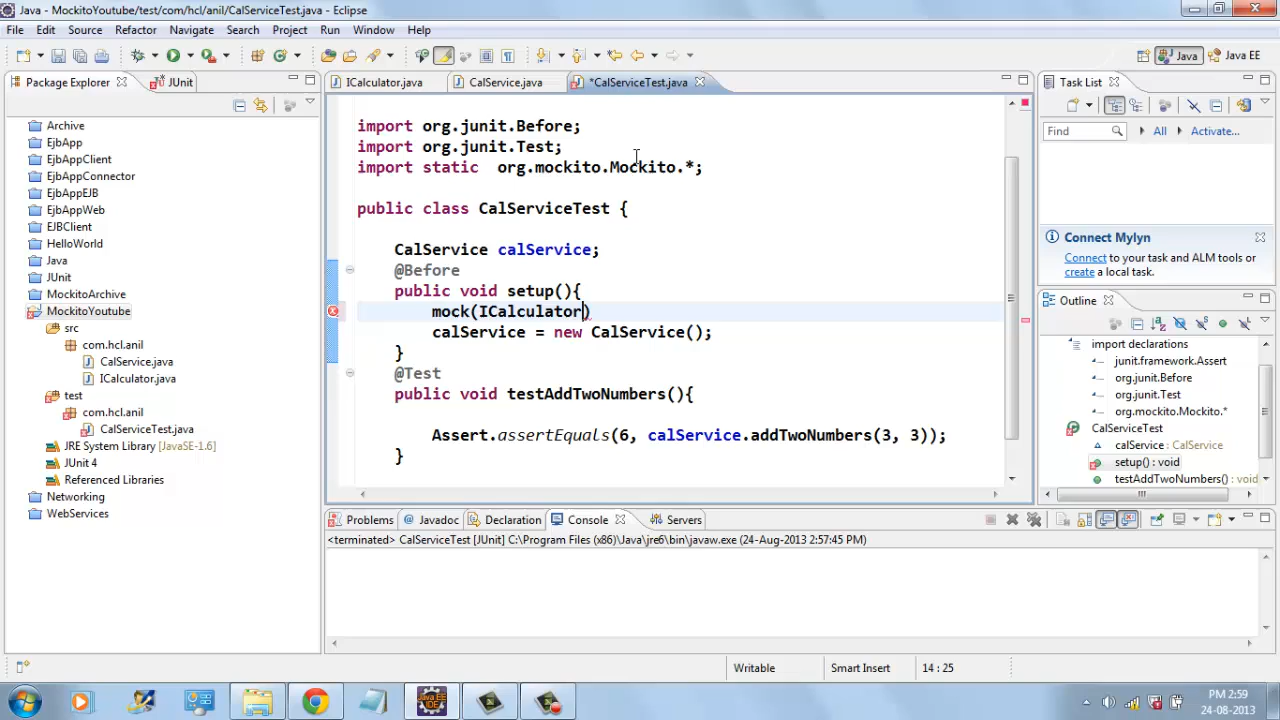 Java - MockitoYoutube/test/com/hcl/anil/CalServiceTest.java - Eclipse
File Edit Source Refactor Navigate Search Project Run Window Help
Java Java EE
Package Explorer JUnit
ICalculator.java CalService.java *CalServiceTest.java
Task List
Archive
EjbApp
EjbAppClient
EjbAppConnector
EjbAppEJB
EjbAppWeb
EJBClient
HelloWorld
Java
JUnit
MockitoArchive
MockitoYoutube
src
com.hcl.anil
CalService.java
ICalculator.java
test
com.hcl.anil
CalServiceTest.java
JRE System Library [JavaSE-1.6]
JUnit 4
Referenced Libraries
Networking
WebServices
import org.junit.Before;
import org.junit.Test;
import static org.mockito.Mockito.*;
public class CalServiceTest {
CalService calService;
@Before
public void setup(){
mock(ICalculator)
calService = new CalService();
}
@Test
public void testAddTwoNumbers(){
Assert.assertEquals(6, calService.addTwoNumbers(3, 3));
}
Find All Activate...
Connect Mylyn
Connect to your task and ALM tools or
create a local task.
Outline
import declarations
junit.framework.Assert
org.junit.Before
org.junit.Test
org.mockito.Mockito.*
CalServiceTest
calService : CalService
setup() : void
testAddTwoNumbers() : void
Problems Javadoc Declaration Console Servers
<terminated> CalServiceTest [JUnit] C:\Program Files (x86)\Java\jre6\bin\javaw.exe (24-Aug-2013 2:57:45 PM)
Writable Smart Insert 14 : 25
Java EE
IDE
PM 2:59
24-08-2013